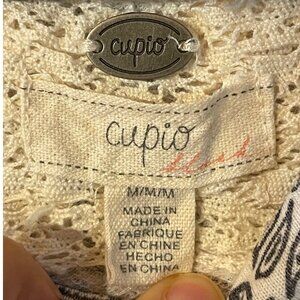 cupio
cupio
blush
M/M/M
MADE IN
CHINA
FABRIQUE
EN CHINE
HECHO
EN CHINA